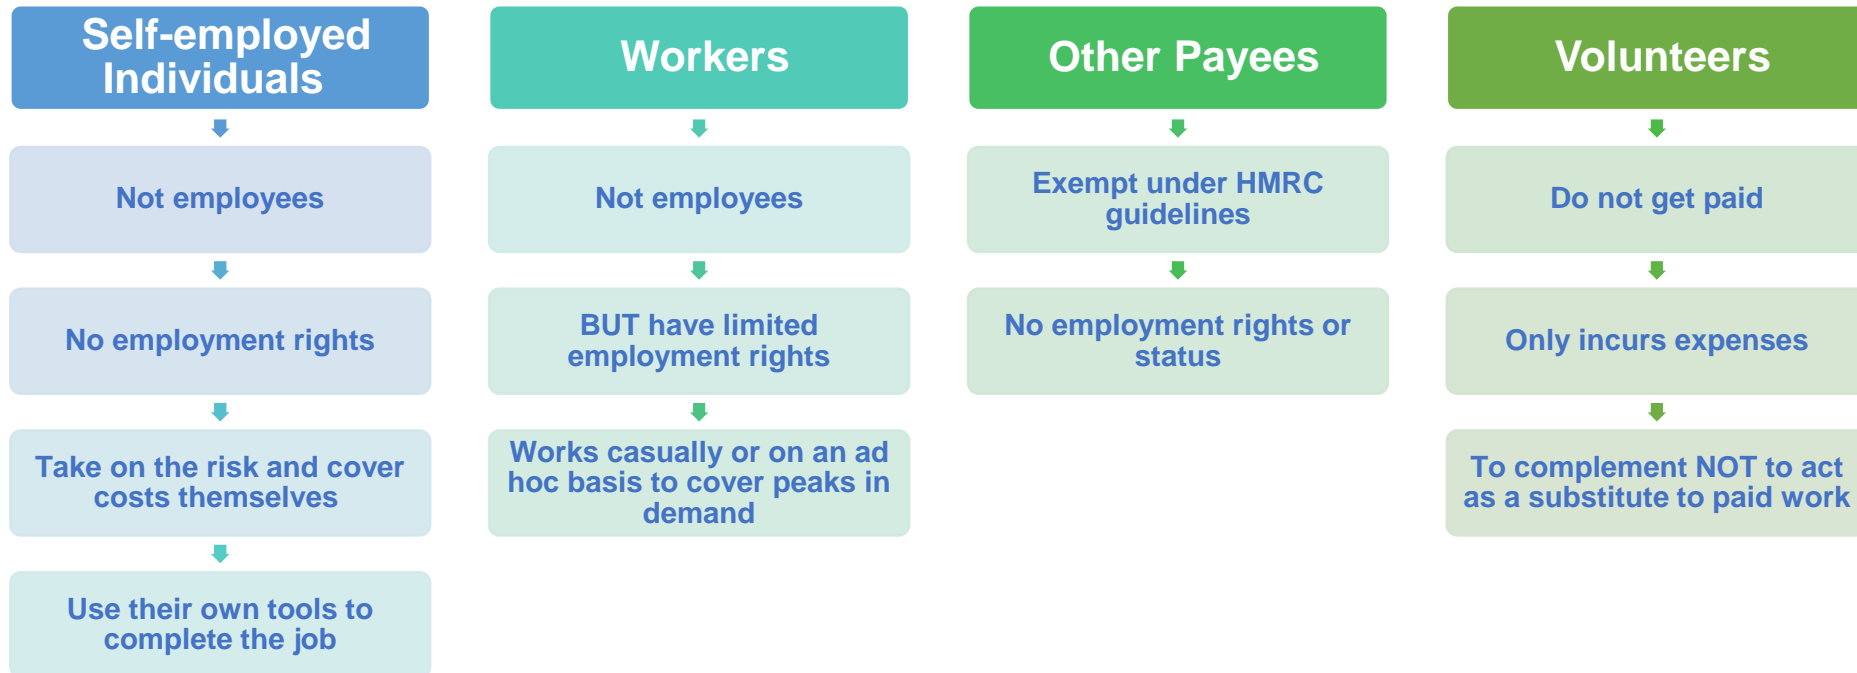 Self-employed
Individuals
Not employees
No employment rights
Take on the risk and cover
costs themselves
Use their own tools to
complete the job
Workers
Not employees
BUT have limited
employment rights
Works casually or on an ad
hoc basis to cover peaks in
demand
Other Payees
Exempt under HMRC
guidelines
No employment rights or
status
Volunteers
Do not get paid
Only incurs expenses
To complement NOT to act
as a substitute to paid work